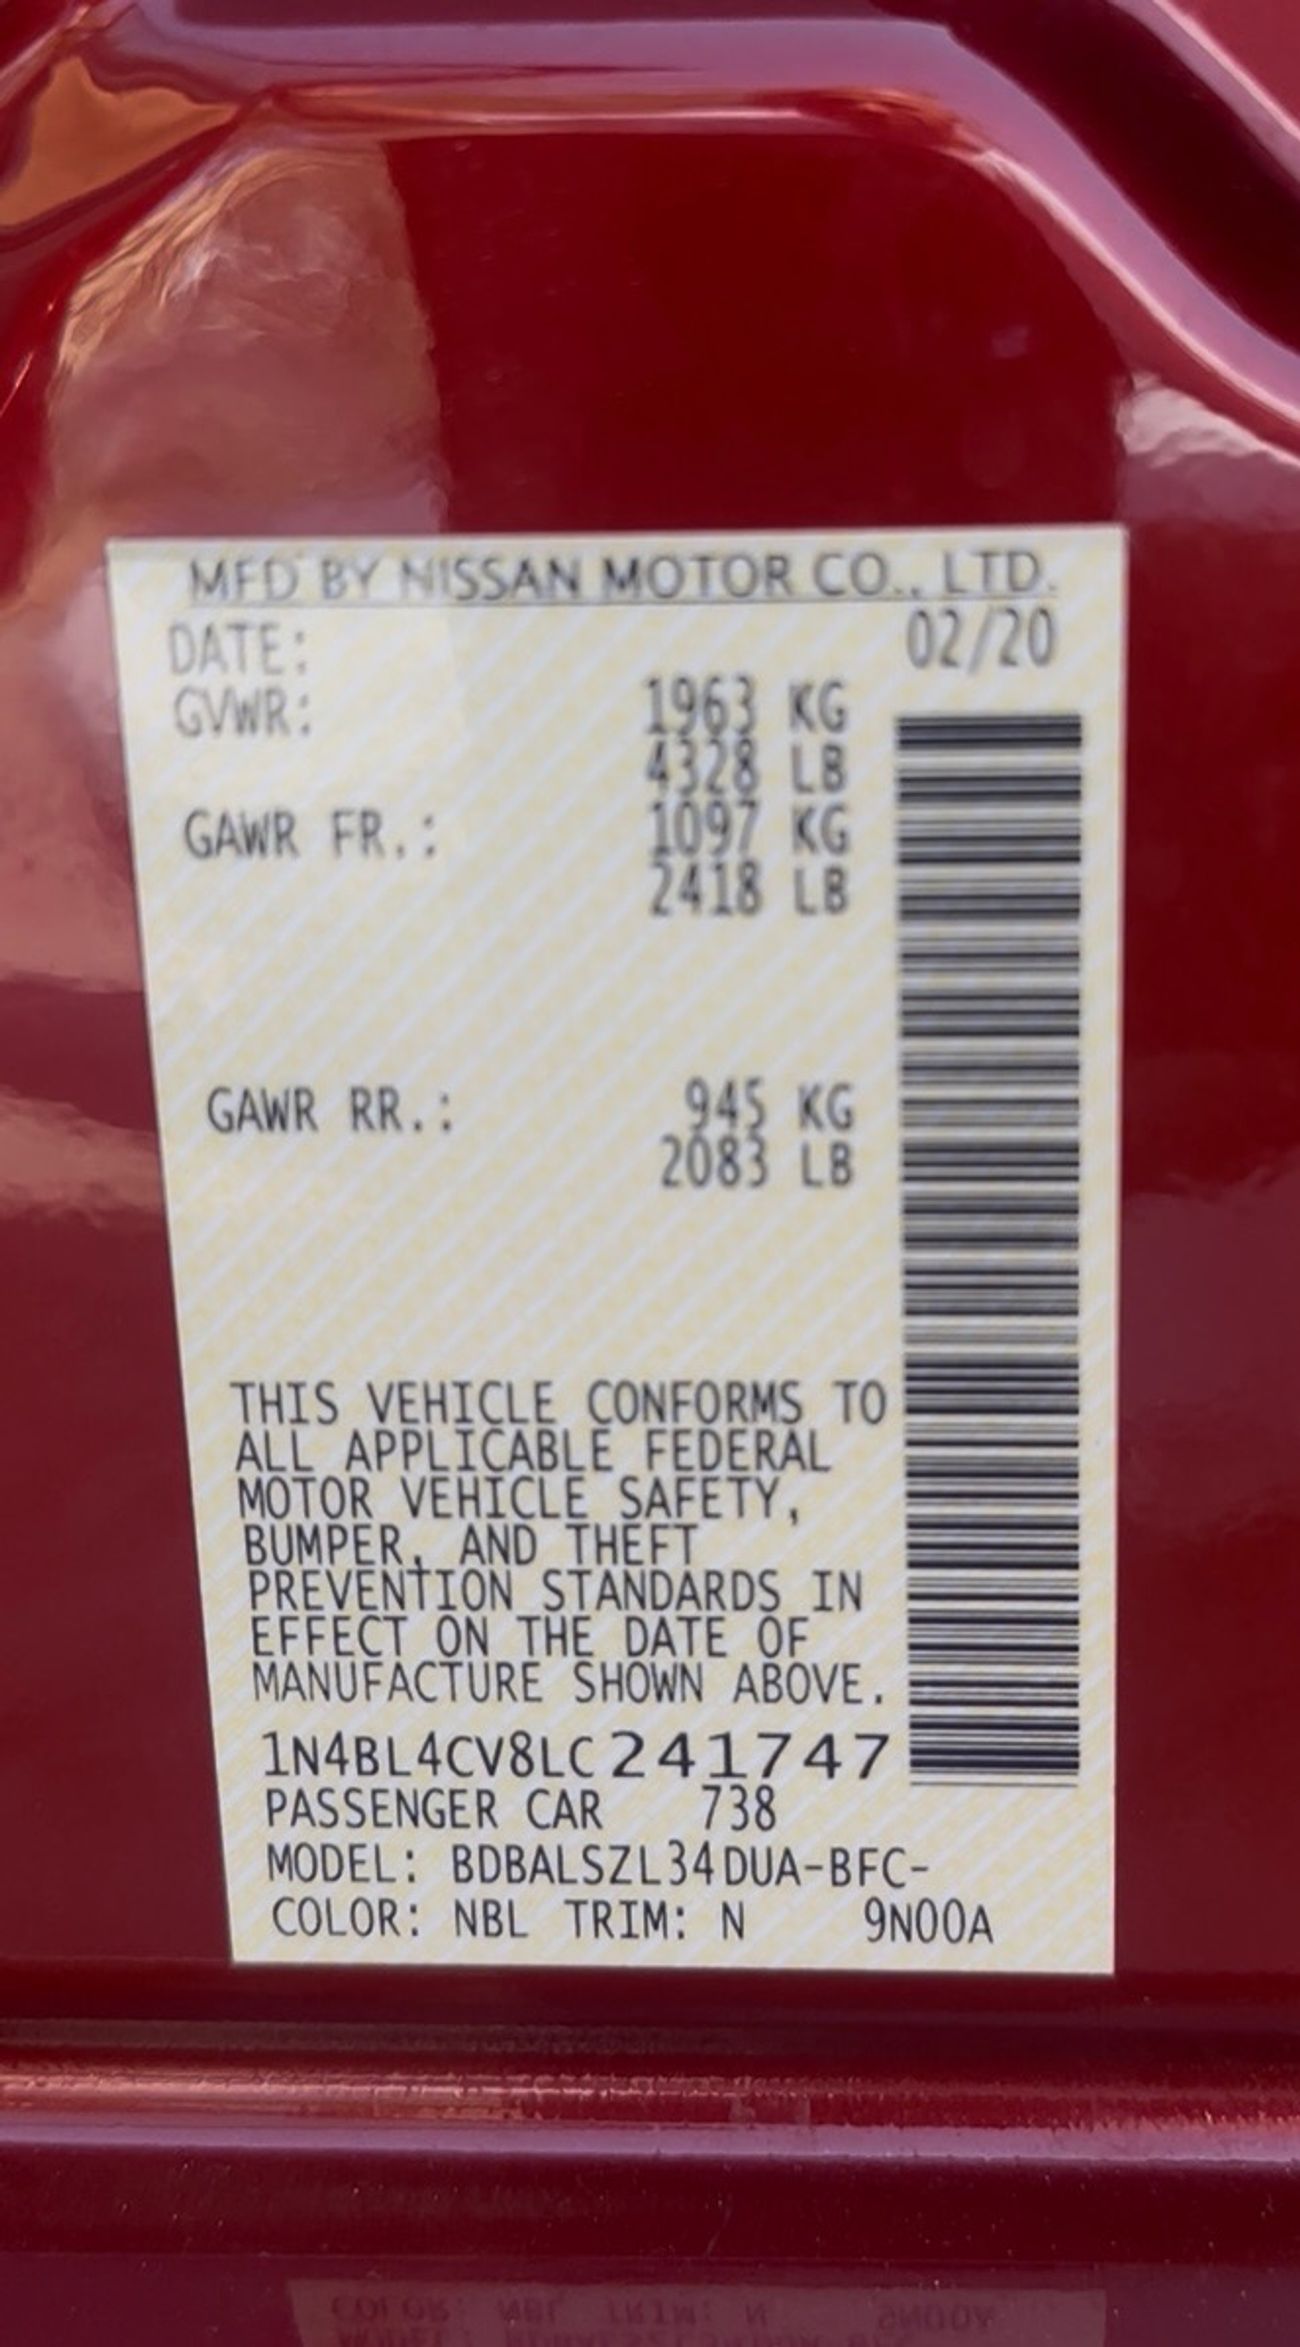 MFD BY NISSAN MOTOR CO., LTD.
DATE: 02/20
GVWR: 1963 KG
4328 LB
GAWR FR.: 1097 KG
2418 LB
GAWR RR.: 945 KG
2083 LB
THIS VEHICLE CONFORMS TO
ALL APPLICABLE FEDERAL
MOTOR VEHICLE SAFETY,
BUMPER, AND THEFT
PREVENTION STANDARDS IN
EFFECT ON THE DATE OF
MANUFACTURE SHOWN ABOVE.
1N4BL4CV8LC241747
PASSENGER CAR 738
MODEL: BDBALSZL34DUA-BFC-
COLOR: NBL TRIM: N 9N00A